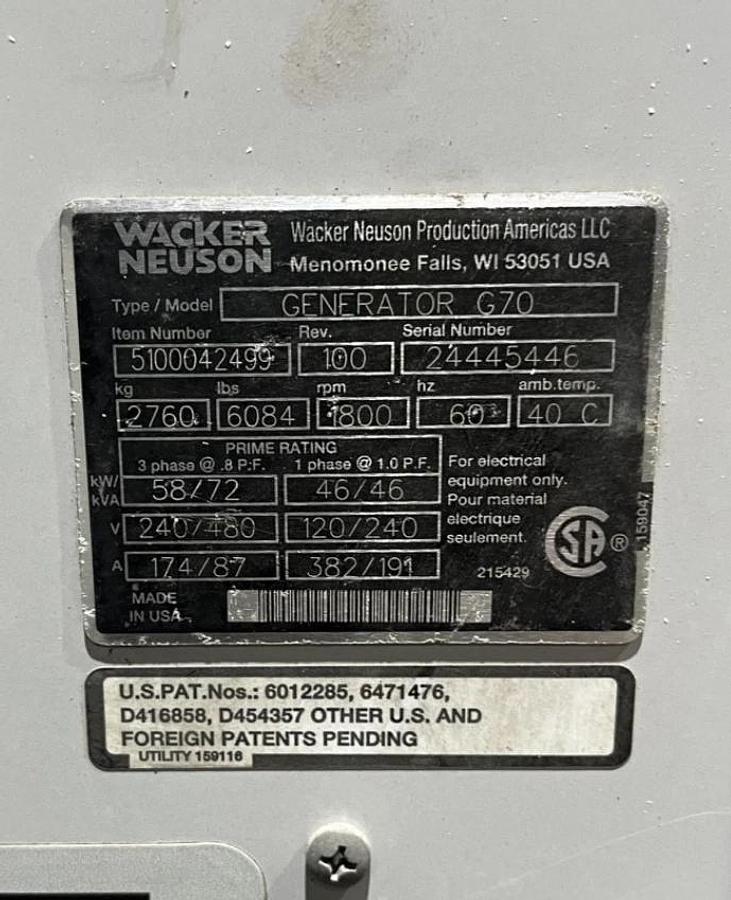 WACKER NEUSON
Wacker Neuson Production Americas LLC
Menomonee Falls, WI 53051 USA
Type / Model GENERATOR G70
Item Number Rev. Serial Number
5100042499 100 24445446
kg lbs rpm hz amb.temp.
2760 6084 1800 60 40 C
PRIME RATING
3 phase @ .8 P.F. 1 phase @ 1.0 P.F.
kW/kVA 58/72 46/46
V 240/480 120/240
A 174/87 382/191
For electrical
equipment only.
Pour material
electrique
seulement.
CSA ®
215429
159047
MADE
IN USA
U.S.PAT.Nos.: 6012285, 6471476,
D416858, D454357 OTHER U.S. AND
FOREIGN PATENTS PENDING
UTILITY 159116